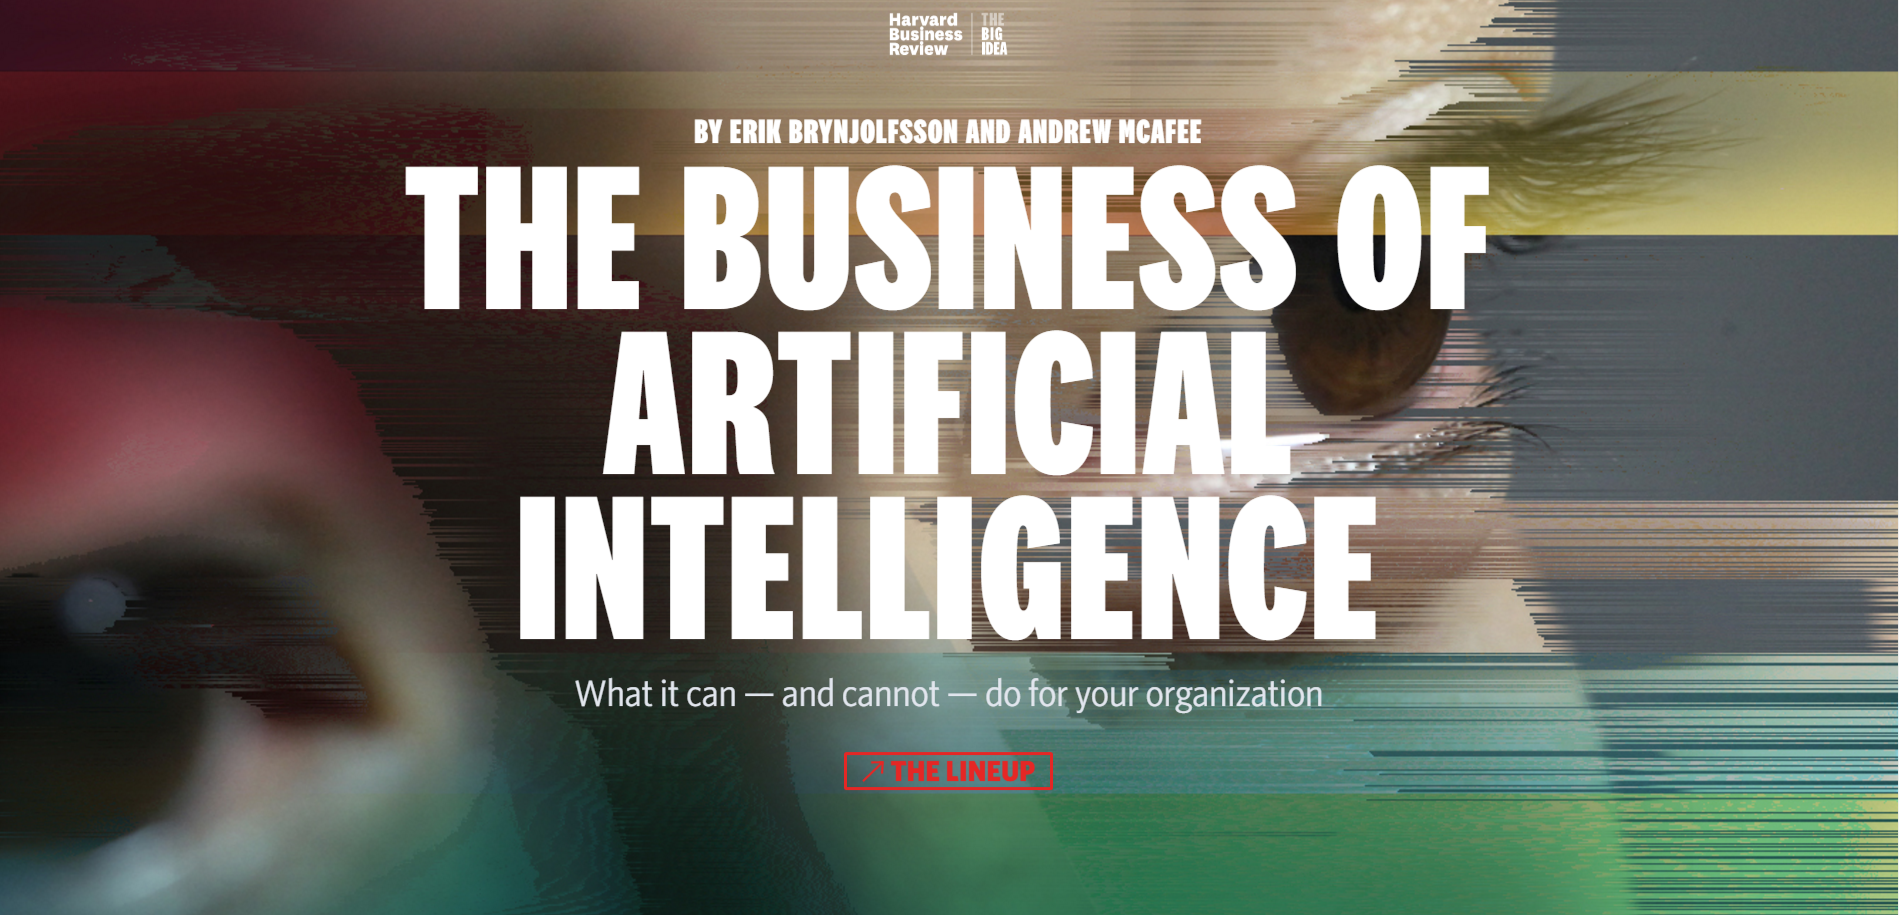 Harvard
Business
Review
THE
BIG
IDEA
BY ERIK BRYNJOLFSSON AND ANDREW MCAFEE
THE BUSINESS OF
ARTIFICIAL
INTELLIGENCE
What it can — and cannot — do for your organization
↗ THE LINEUP